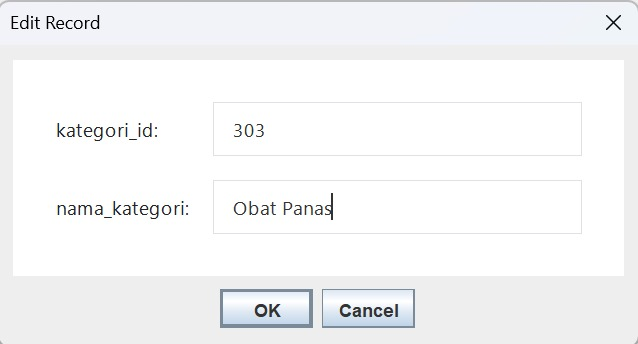 Edit Record
kategori_id: 303
nama_kategori: Obat Panas
OK Cancel